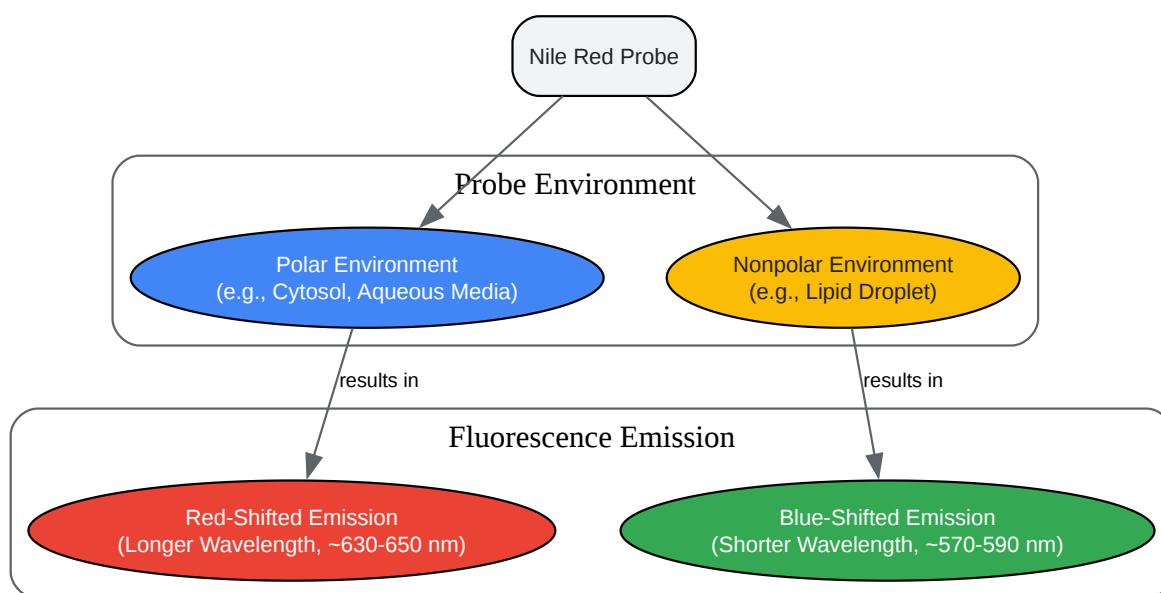 Nile Red Probe
Probe Environment
Polar Environment
(e.g., Cytosol, Aqueous Media)
Nonpolar Environment
(e.g., Lipid Droplet)
results in
results in
Fluorescence Emission
Red-Shifted Emission
(Longer Wavelength, ~630-650 nm)
Blue-Shifted Emission
(Shorter Wavelength, ~570-590 nm)